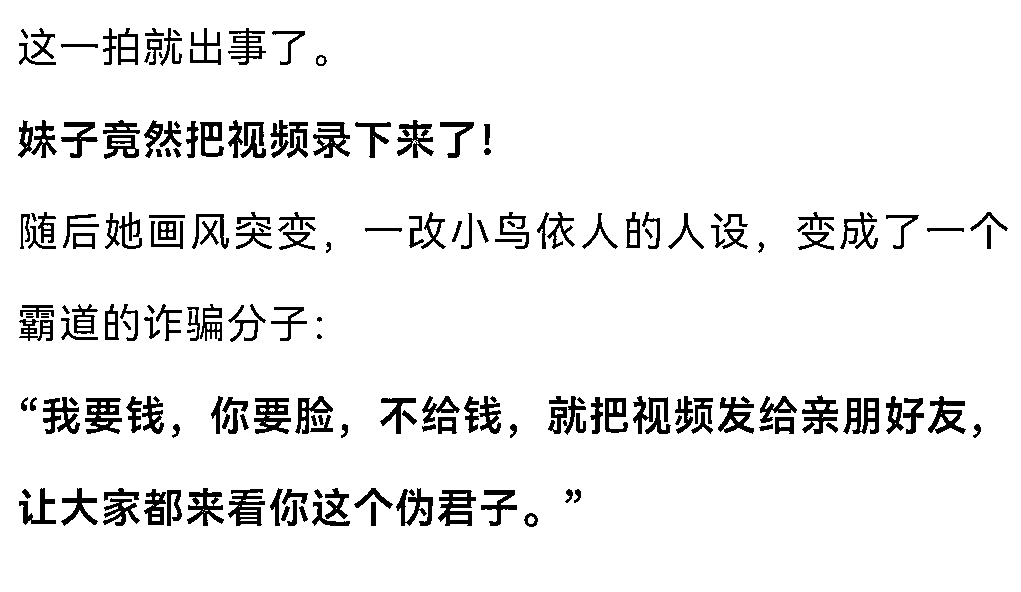 这一拍就出事了。
妹子竟然把视频录下来了!
随后她画风突变，一改小鸟依人的人设，变成了一个
霸道的诈骗分子：
“我要钱，你要脸，不给钱，就把视频发给亲朋好友，
让大家都来看你这个伪君子。”